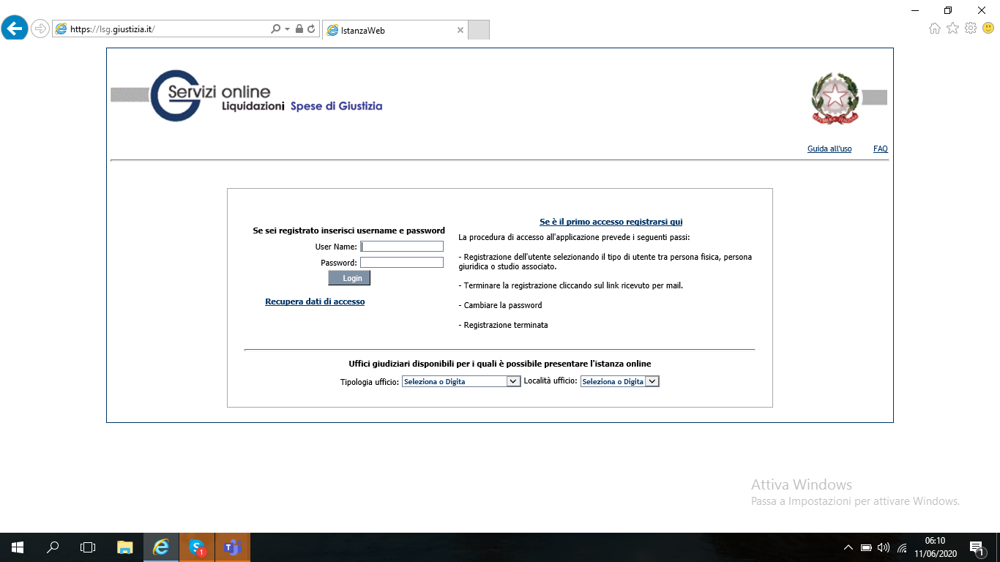 https://lsg.giustizia.it/
IstanzaWeb
Servizi online
Liquidazioni Spese di Giustizia
REPVBBLICA ITALIANA
Guida all'uso FAQ
Se sei registrato inserisci username e password
User Name:
Password:
Login
Recupera dati di accesso
Se è il primo accesso registrarsi qui
La procedura di accesso all'applicazione prevede i seguenti passi:
- Registrazione dell'utente selezionando il tipo di utente tra persona fisica, persona
giuridica o studio associato.
- Terminare la registrazione cliccando sul link ricevuto per mail.
- Cambiare la password
- Registrazione terminata
Uffici giudiziari disponibili per i quali è possibile presentare l'istanza online
Tipologia ufficio: Seleziona o Digita Località ufficio: Seleziona o Digita
Attiva Windows
Passa a Impostazioni per attivare Windows.
S 1
T
06:10
11/06/2020
1